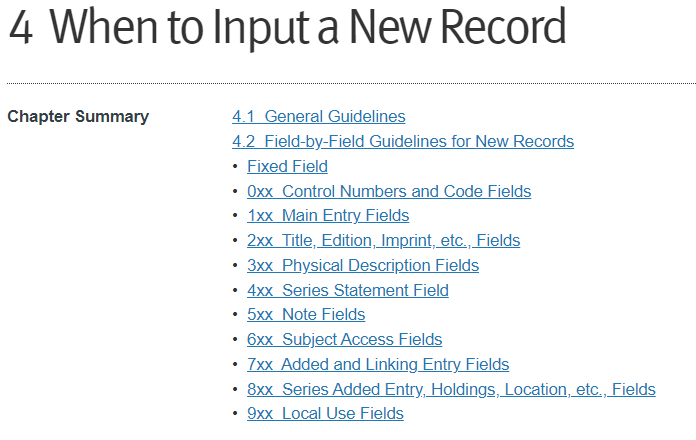 4 When to Input a New Record
Chapter Summary
4.1 General Guidelines
4.2 Field-by-Field Guidelines for New Records
• Fixed Field
• 0xx Control Numbers and Code Fields
• 1xx Main Entry Fields
• 2xx Title, Edition, Imprint, etc., Fields
• 3xx Physical Description Fields
• 4xx Series Statement Field
• 5xx Note Fields
• 6xx Subject Access Fields
• 7xx Added and Linking Entry Fields
• 8xx Series Added Entry, Holdings, Location, etc., Fields
• 9xx Local Use Fields